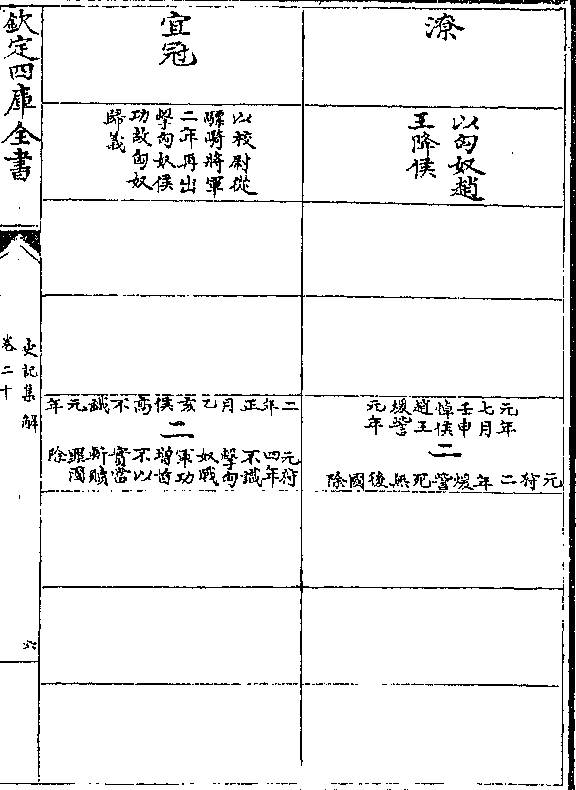 潦
以匈奴趙
王降侯
元年
七月
壬申
悼侯
趙王
煖訾
元年
二
元狩二年煖訾死無後國除
宜冠
以校尉從
驃騎將軍
二年再出
擊匈奴侯
功故匈奴
歸義
二年正月乙亥侯高不識元年
二
元狩
四年
不識
擊匈
奴戰
軍功
增首
不以
實當
斬贖
罪國
除
欽定四庫全書
史記集解
卷二十
六